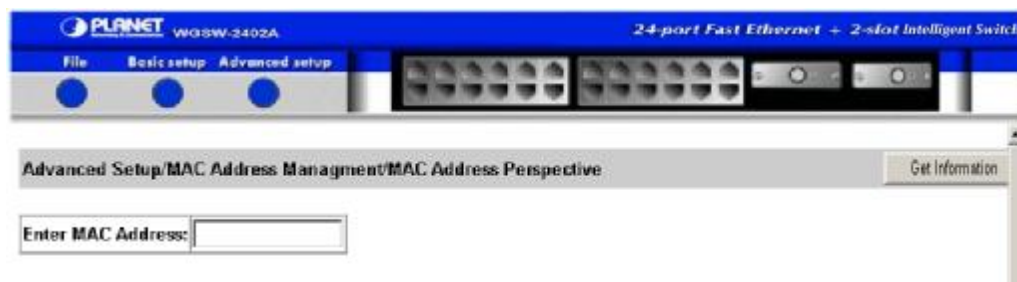 PLANET WGSW-2402A
24-port Fast Ethernet + 2-slot Intelligent Switch
File Basic setup Advanced setup
Advanced Setup/MAC Address Managment/MAC Address Perspective
Get Information
Enter MAC Address: